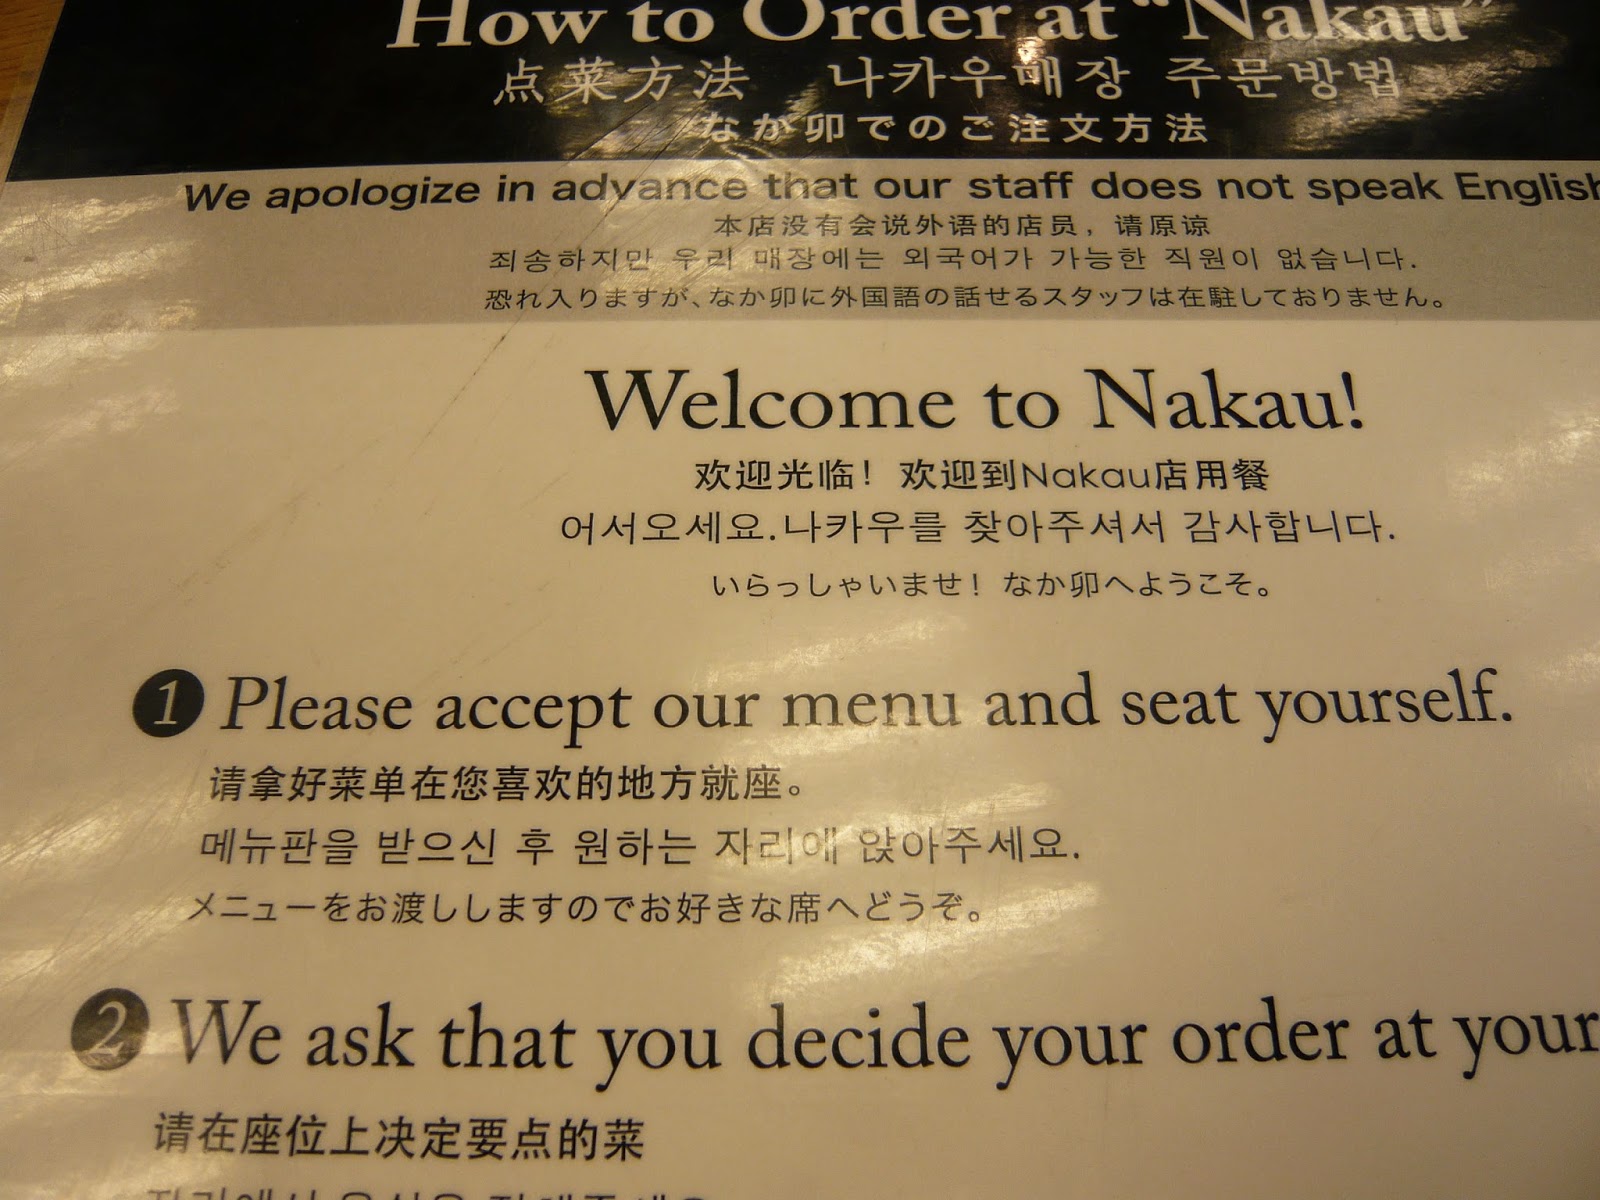 How to Order at “Nakau”
点菜方法 나카우매장 주문방법
なか卯でのご注文方法
We apologize in advance that our staff does not speak English
本店没有会说外语的店员，请原谅
죄송하지만 우리 매장에는 외국어가 가능한 직원이 없습니다.
恐れ入りますが、なか卯に外国語の話せるスタッフは在駐しておりません。
Welcome to Nakau!
欢迎光临！欢迎到Nakau店用餐
어서오세요.나카우를 찾아주셔서 감사합니다.
いらっしゃいませ！なか卯へようこそ。
1 Please accept our menu and seat yourself.
请拿好菜单在您喜欢的地方就座。
메뉴판을 받으신 후 원하는 자리에 앉아주세요.
メニューをお渡ししますのでお好きな席へどうぞ。
2 We ask that you decide your order at your
请在座位上决定要点的菜